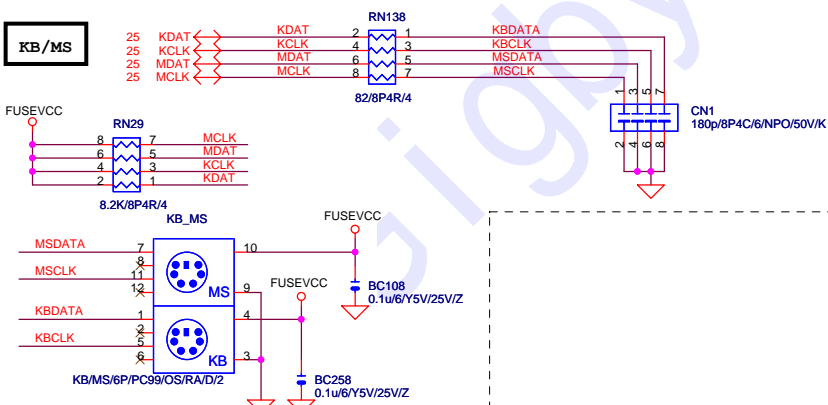 KB/MS
RN138
25 KDAT KDAT 2 1 KBDATA
25 KCLK KCLK 4 3 KBCLK
25 MDAT MDAT 6 5 MSDATA
25 MCLK MCLK 8 7 MSCLK
82/8P4R/4
1 3 5 7
CN1
180p/8P4C/6/NPO/50V/K
2 4 6 8
FUSEVCC
RN29
8 7 MCLK
6 5 MDAT
4 3 KCLK
2 1 KDAT
8.2K/8P4R/4
KB_MS
FUSEVCC
MSDATA 7 10
8
MSCLK 11
12 MS 9
FUSEVCC
BC108
0.1u/6/Y5V/25V/Z
KBDATA 1 4
2
KBCLK 5
6 KB 3
KB/MS/6P/PC99/OS/RA/D/2
BC258
0.1u/6/Y5V/25V/Z
Gigaby